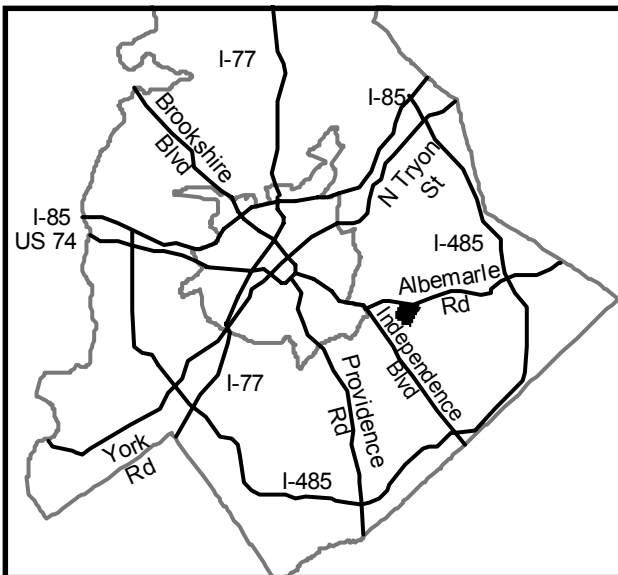 I-77
I-85
Brookshire
Blvd
N Tryon
St
I-85
US 74
I-485
Albemarle
Rd
Independence
Blvd
Providence
Rd
I-77
York
Rd
I-485